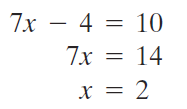 7x − 4 = 10
7x = 14
x = 2